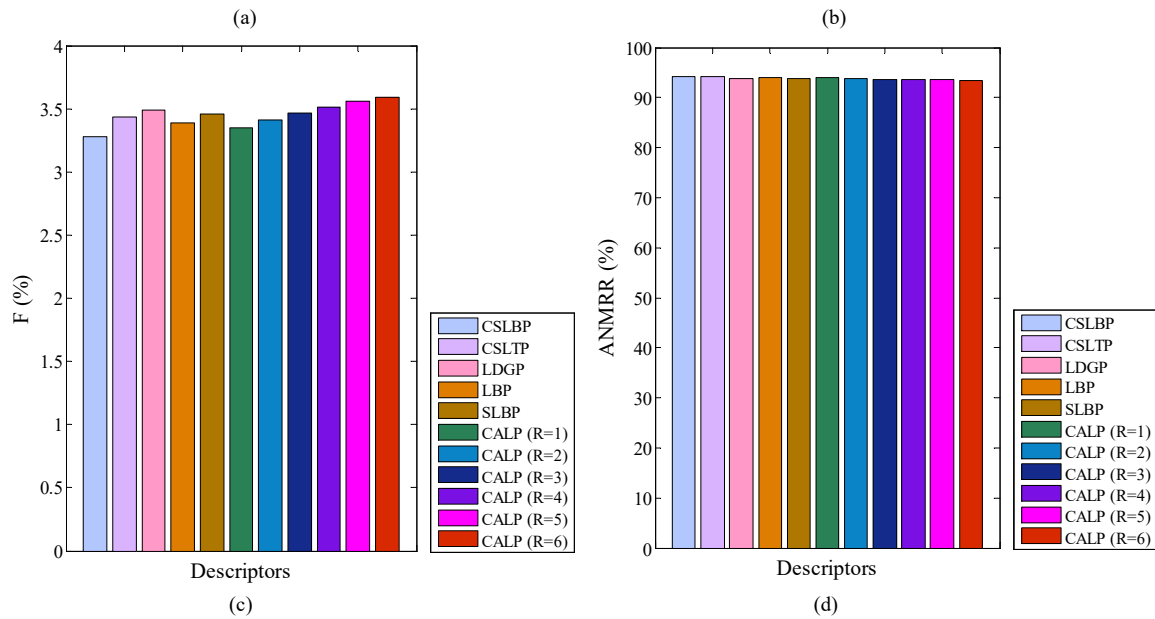 (a)
(b)
4
3.5
3
2.5
2
1.5
1
0.5
0
F (%)
Descriptors
CSLBP
CSLTP
LDGP
LBP
SLBP
CALP (R=1)
CALP (R=2)
CALP (R=3)
CALP (R=4)
CALP (R=5)
CALP (R=6)
(c)
100
90
80
70
60
50
40
30
20
10
0
ANMRR (%)
Descriptors
CSLBP
CSLTP
LDGP
LBP
SLBP
CALP (R=1)
CALP (R=2)
CALP (R=3)
CALP (R=4)
CALP (R=5)
CALP (R=6)
(d)